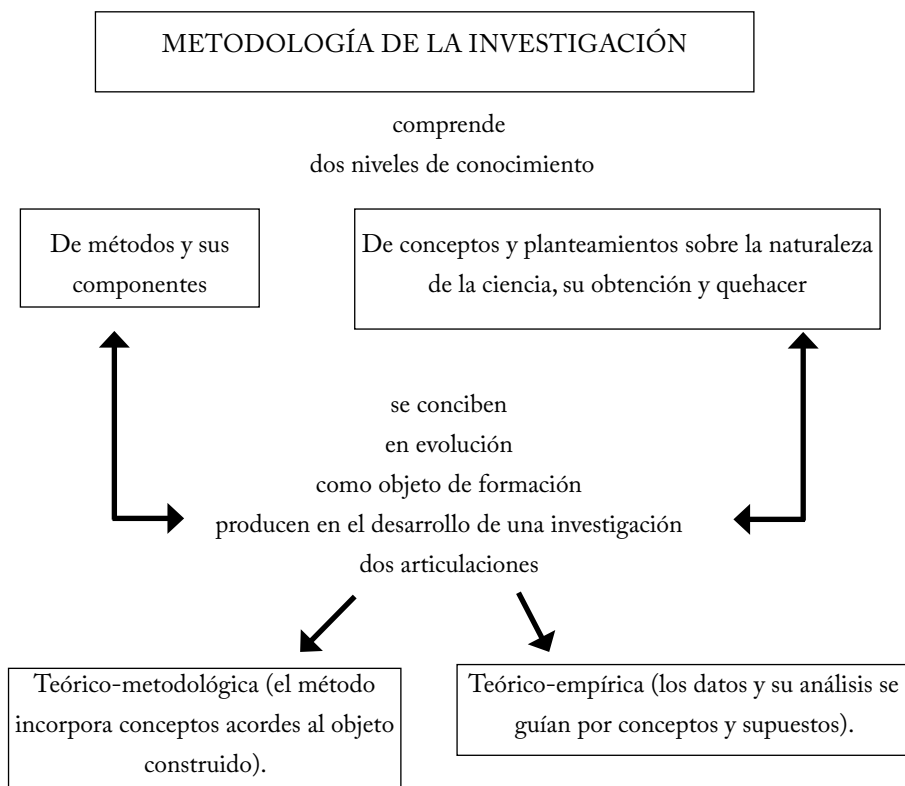 METODOLOGÍA DE LA INVESTIGACIÓN
comprende
dos niveles de conocimiento
De métodos y sus
componentes
De conceptos y planteamientos sobre la naturaleza
de la ciencia, su obtención y quehacer
se conciben
en evolución
como objeto de formación
producen en el desarrollo de una investigación
dos articulaciones
Teórico-metodológica (el método
incorpora conceptos acordes al objeto
construido).
Teórico-empírica (los datos y su análisis se
guían por conceptos y supuestos).